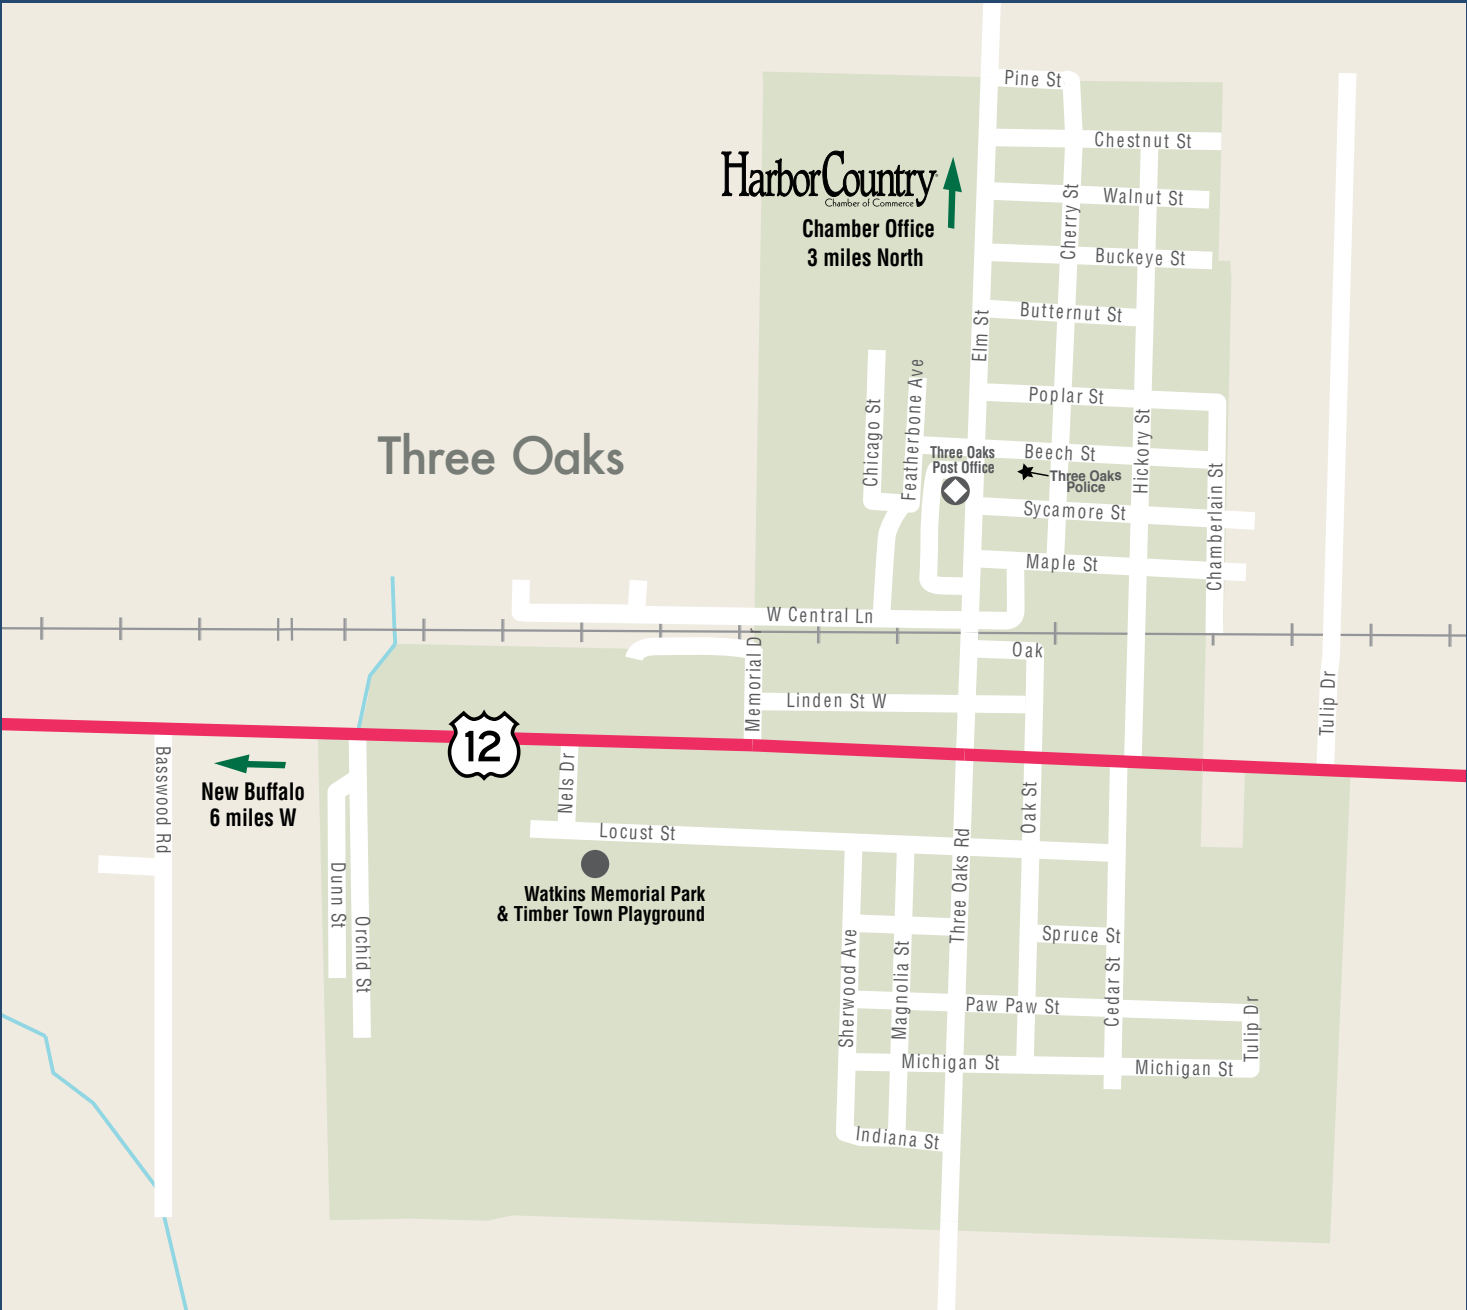 Pine St
Chestnut St
HarborCountry
Chamber of Commerce
Chamber Office
3 miles North
Walnut St
Cherry St
Buckeye St
Butternut St
Elm St
Poplar St
Chicago St
Featherbone Ave
Hickory St
Three Oaks
Beech St
Three Oaks
Post Office
Three Oaks
Police
Chamberlain St
Sycamore St
Maple St
W Central Ln
Memorial Dr
Oak
Linden St W
Tulip Dr
12
Basswood Rd
New Buffalo
6 miles W
Nels Dr
Oak St
Locust St
Three Oaks Rd
Watkins Memorial Park
& Timber Town Playground
Dunn St
Orchid St
Sherwood Ave
Magnolia St
Spruce St
Cedar St
Paw Paw St
Tulip Dr
Michigan St
Michigan St
Indiana St